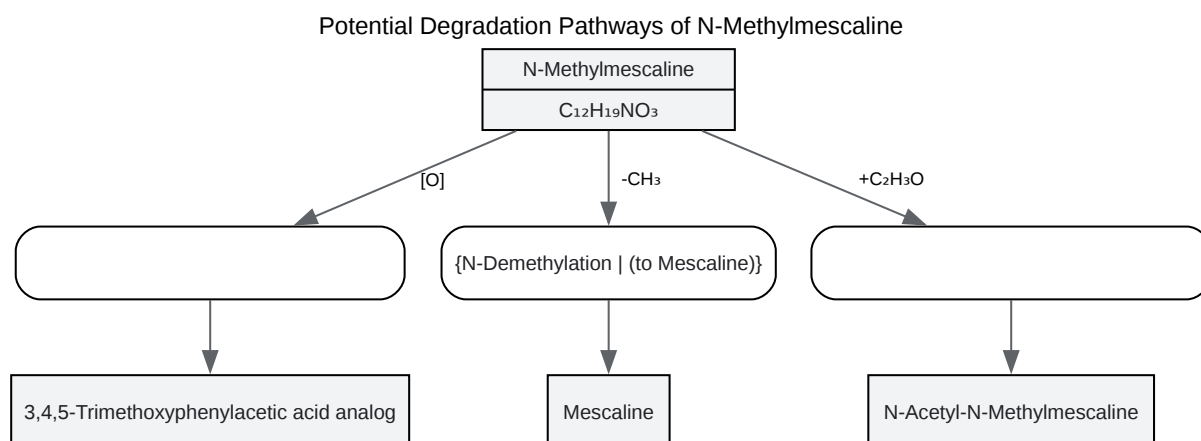 Potential Degradation Pathways of N-Methylmescaline
N-Methylmescaline
C₁₂H₁₉NO₃
[O]
-CH₃
+C₂H₃O
{N-Demethylation | (to Mescaline)}
3,4,5-Trimethoxyphenylacetic acid analog
Mescaline
N-Acetyl-N-Methylmescaline